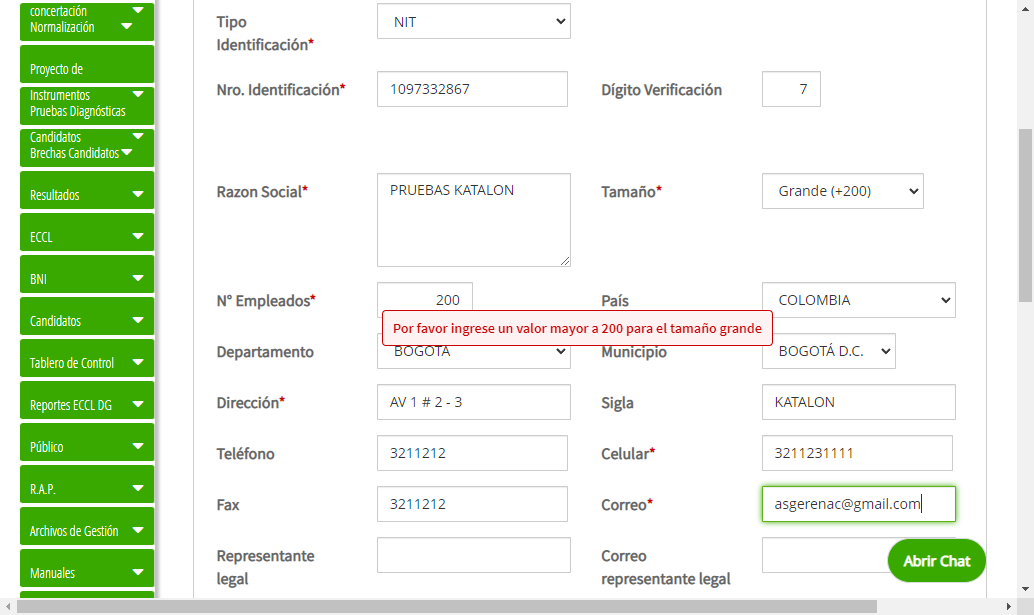 concertación
Normalización
Proyecto de
Instrumentos
Pruebas Diagnósticas
Candidatos
Brechas Candidatos
Resultados
ECCL
BNI
Candidatos
Tablero de Control
Reportes ECCL DG
Público
R.A.P.
Archivos de Gestión
Manuales
Tipo
Identificación*
NIT
Nro. Identificación*
1097332867
Dígito Verificación
7
Razon Social*
PRUEBAS KATALON
Tamaño*
Grande (+200)
N° Empleados*
200
País
COLOMBIA
Por favor ingrese un valor mayor a 200 para el tamaño grande
Departamento
BOGOTÁ
Municipio
BOGOTÁ D.C.
Dirección*
AV 1 # 2 - 3
Sigla
KATALON
Teléfono
3211212
Celular*
3211231111
Fax
3211212
Correo*
asgerenac@gmail.com
Representante
legal
Correo
representante legal
Abrir Chat